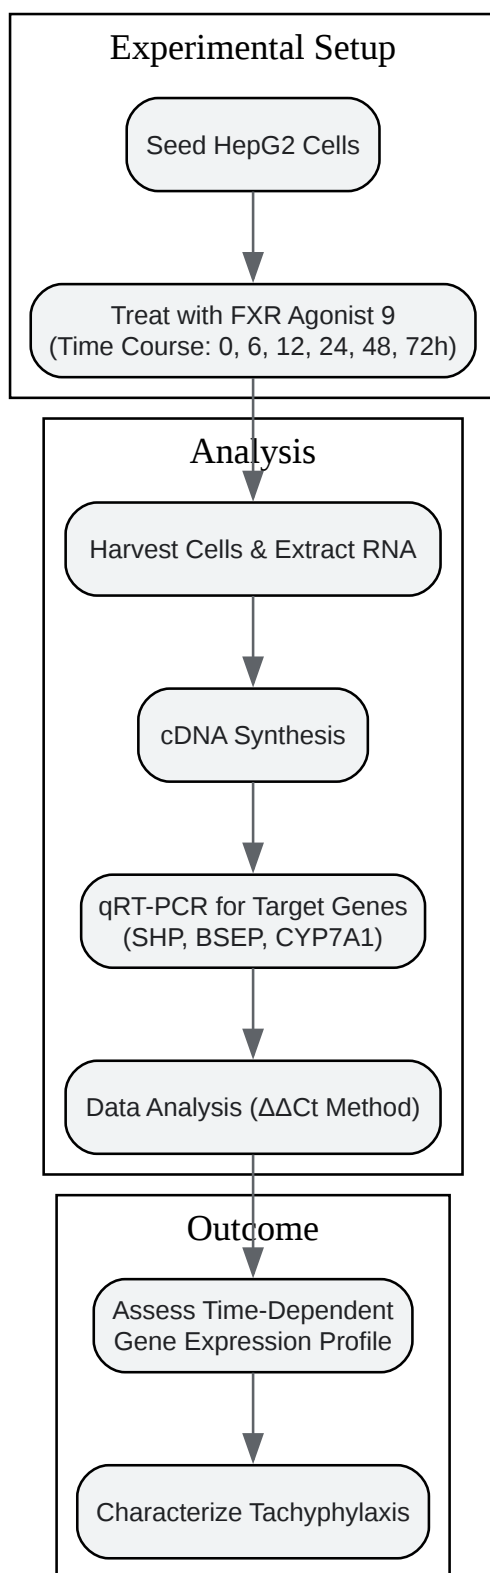 Experimental Setup
Seed HepG2 Cells
Treat with FXR Agonist 9
(Time Course: 0, 6, 12, 24, 48, 72h)
Analysis
Harvest Cells & Extract RNA
cDNA Synthesis
qRT-PCR for Target Genes
(SHP, BSEP, CYP7A1)
Data Analysis (ΔΔCt Method)
Outcome
Assess Time-Dependent
Gene Expression Profile
Characterize Tachyphylaxis